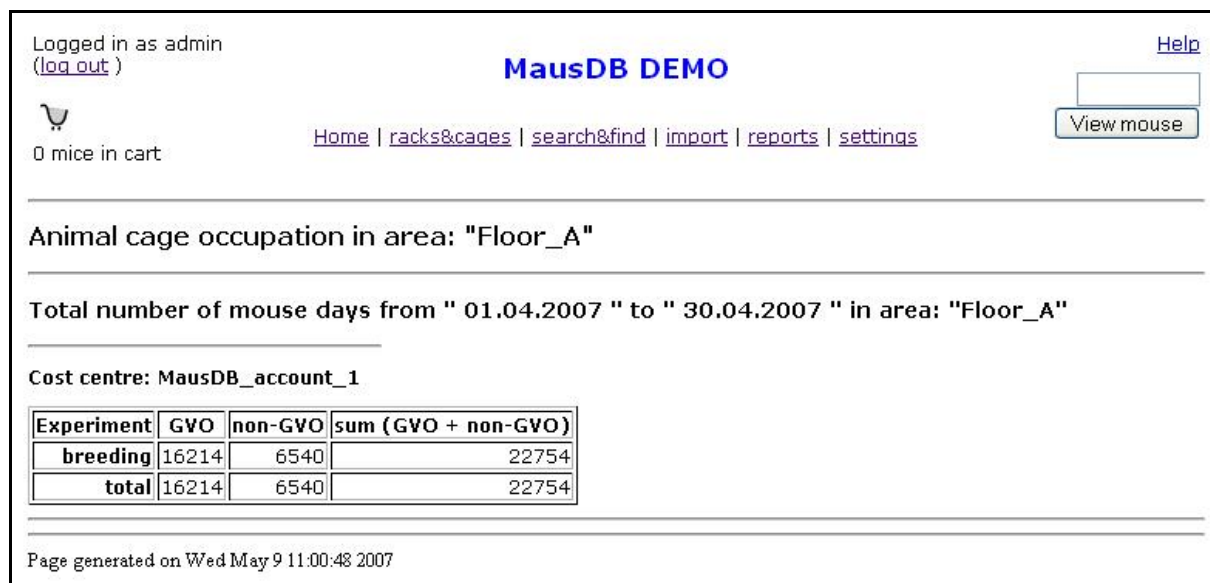 Logged in as admin
(log out )
MausDB DEMO
Help
0 mice in cart
Home | racks&cages | search&find | import | reports | settings
View mouse
Animal cage occupation in area: "Floor_A"
Total number of mouse days from " 01.04.2007 " to " 30.04.2007 " in area: "Floor_A"
Cost centre: MausDB_account_1
Experiment GVO non-GVO sum (GVO + non-GVO)
breeding 16214 6540 22754
total 16214 6540 22754
Page generated on Wed May 9 11:00:48 2007